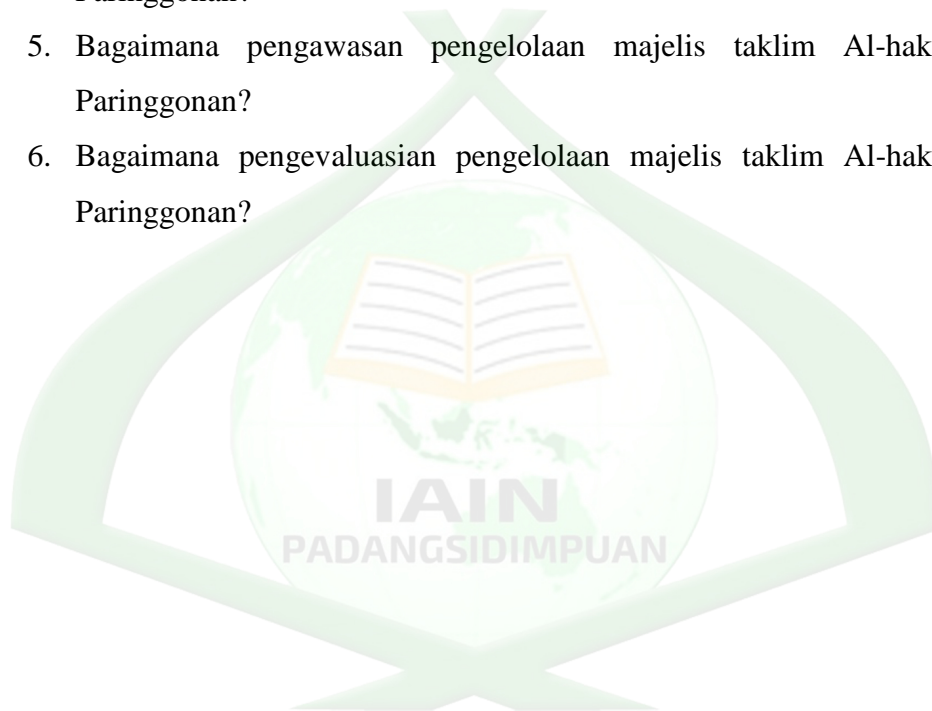 Paringgonan?
5. Bagaimana pengawasan pengelolaan majelis taklim Al-hak
Paringgonan?
6. Bagaimana pengevaluasian pengelolaan majelis taklim Al-hak
Paringgonan?
IAIN
PADANGSIDIMPUAN